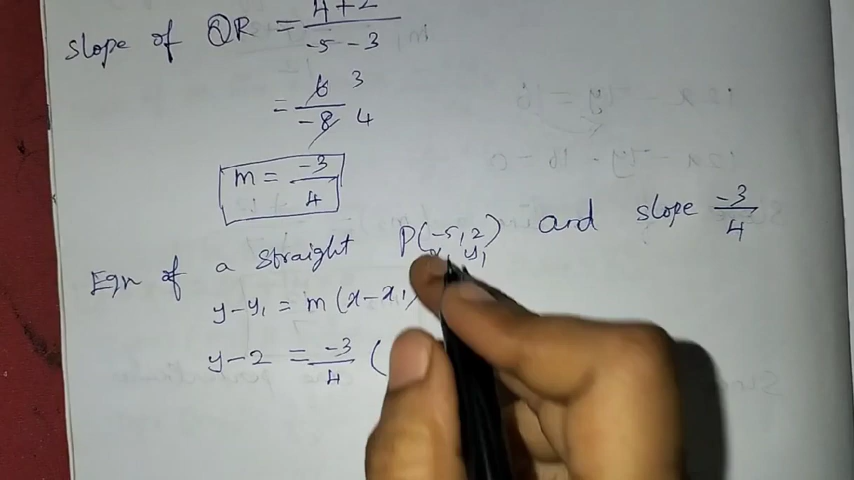 slope of QR = 4+2 / -5-3
= 6 3 / -8 4
m = -3/4
Eqn of a straight P(-5,2) and slope -3/4
y1
y-y1 = m(x-x1)
y-2 = -3/4 (